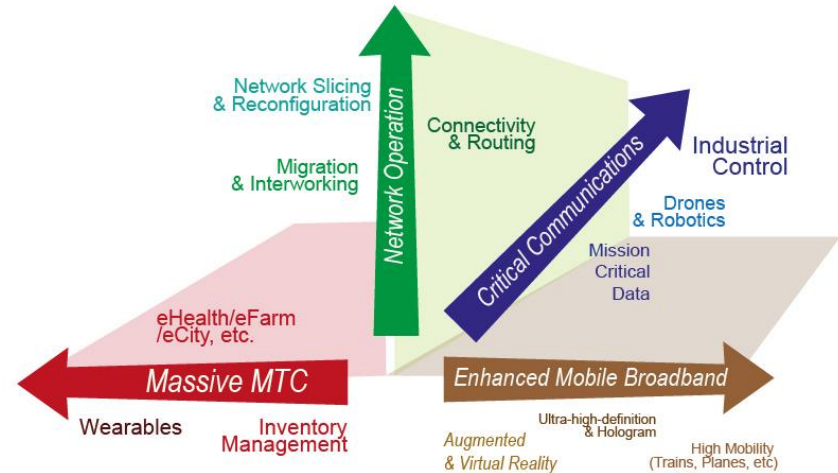 Network Slicing
& Reconfiguration
Migration
& Interworking
Network Operation
Connectivity
& Routing
Critical Communications
Industrial
Control
Drones
& Robotics
Mission
Critical
Data
eHealth/eFarm
/eCity, etc.
Massive MTC
Wearables
Inventory
Management
Enhanced Mobile Broadband
Ultra-high-definition
& Hologram
Augmented
& Virtual Reality
High Mobility
(Trains, Planes, etc)